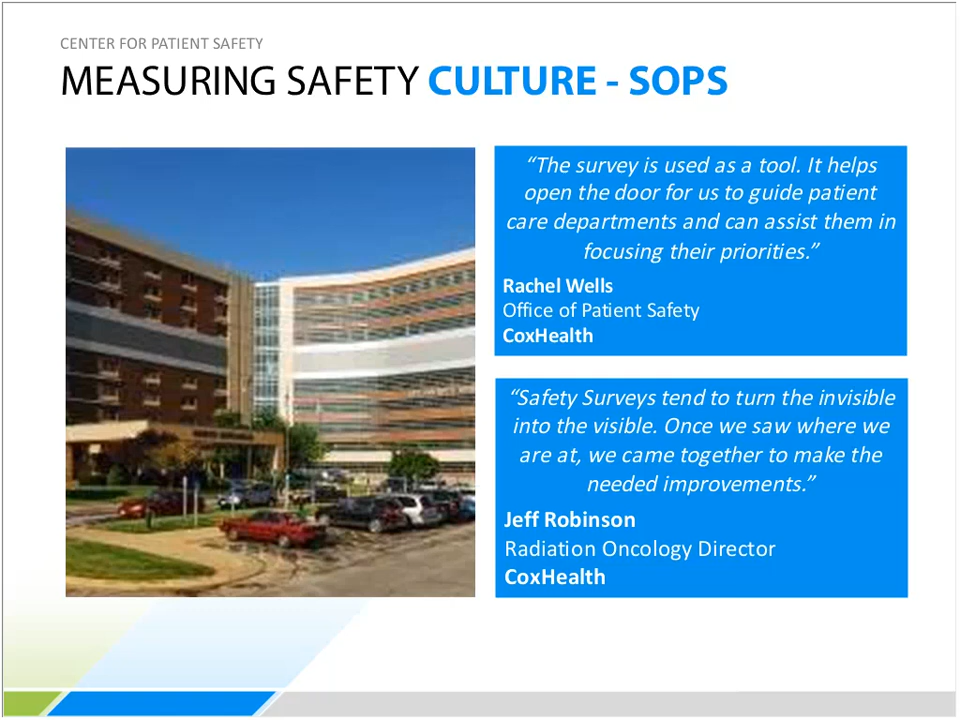 CENTER FOR PATIENT SAFETY
MEASURING SAFETY CULTURE - SOPS
“The survey is used as a tool. It helps
open the door for us to guide patient
care departments and can assist them in
focusing their priorities.”
Rachel Wells
Office of Patient Safety
CoxHealth
“Safety Surveys tend to turn the invisible
into the visible. Once we saw where we
are at, we came together to make the
needed improvements.”
Jeff Robinson
Radiation Oncology Director
CoxHealth